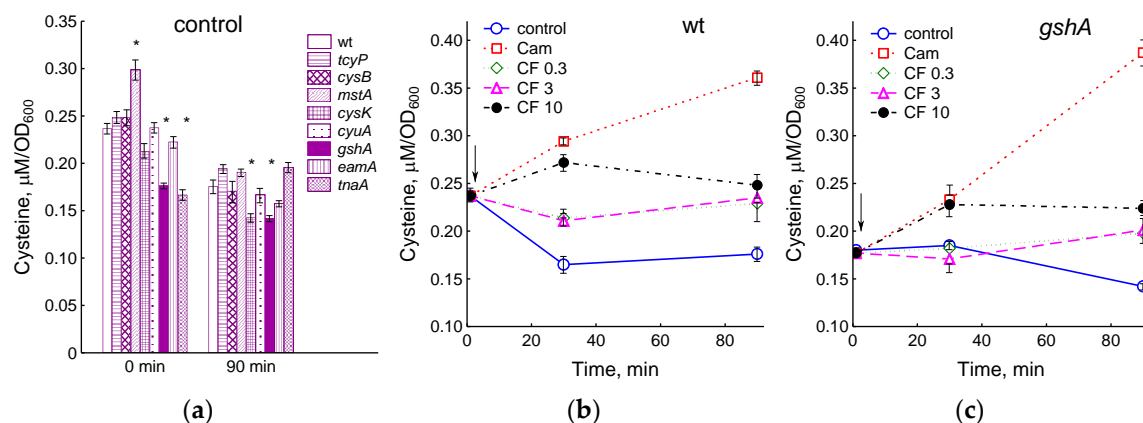 control
Cysteine, µM/OD600
0.35
0.30
0.25
0.20
0.15
0.10
0.05
0
*
* *
*
*
0 min
90 min
wt
tcyP
cysB
mstA
cysK
cyuA
gshA
eamA
tnaA
(a)
wt
control
Cam
CF 0.3
CF 3
CF 10
Cysteine, µM/OD600
0.40
0.35
0.30
0.25
0.20
0.15
0.10
0 20 40 60 80
Time, min
(b)
gshA
control
Cam
CF 0.3
CF 3
CF 10
Cysteine, µM/OD600
0.40
0.35
0.30
0.25
0.20
0.15
0.10
0 20 40 60 80
Time, min
(c)